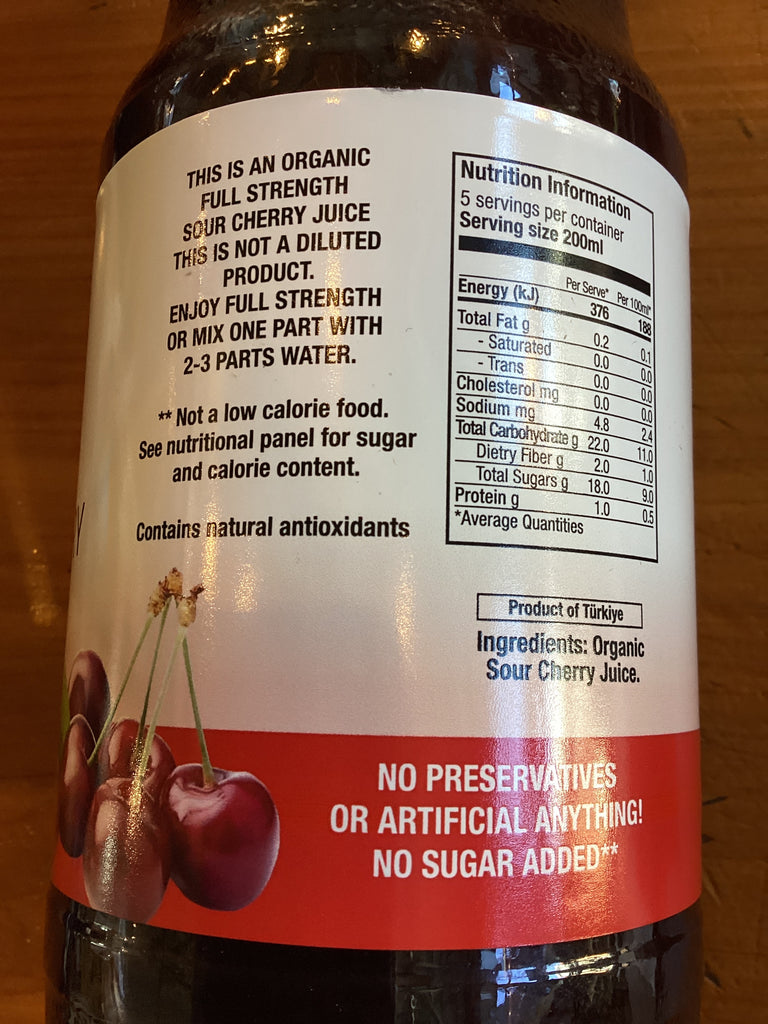 THIS IS AN ORGANIC
FULL STRENGTH
SOUR CHERRY JUICE
THIS IS NOT A DILUTED
PRODUCT.
ENJOY FULL STRENGTH
OR MIX ONE PART WITH
2-3 PARTS WATER.
** Not a low calorie food.
See nutritional panel for sugar
and calorie content.
Contains natural antioxidants
Nutrition Information
5 servings per container
Serving size 200ml
Per Serve* Per 100ml*
Energy (kJ) 376 188
Total Fat g 0.2 0.1
- Saturated 0.0 0.0
- Trans 0.0 0.0
Cholesterol mg 0.0 0.0
Sodium mg 4.8 2.4
Total Carbohydrate g 22.0 11.0
Dietry Fiber g 2.0 1.0
Total Sugars g 18.0 9.0
Protein g 1.0 0.5
*Average Quantities
Product of Türkiye
Ingredients: Organic
Sour Cherry Juice.
NO PRESERVATIVES
OR ARTIFICIAL ANYTHING!
NO SUGAR ADDED**